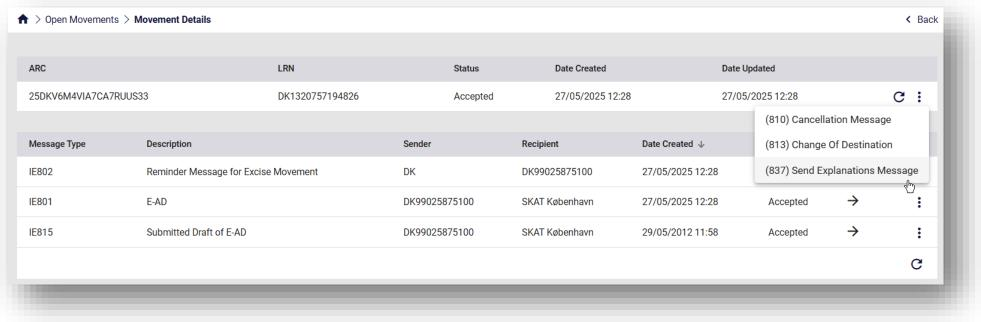 > Open Movements > Movement Details < Back
ARC LRN Status Date Created Date Updated
25DKV6M4VIA7CA7RUUS33 DK1320757194826 Accepted 27/05/2025 12:28 27/05/2025 12:28
(810) Cancellation Message
(813) Change Of Destination
(837) Send Explanations Message
Message Type Description Sender Recipient Date Created ↓
IE802 Reminder Message for Excise Movement DK DK99025875100 27/05/2025 12:28
IE801 E-AD DK99025875100 SKAT København 27/05/2025 12:28 Accepted →
IE815 Submitted Draft of E-AD DK99025875100 SKAT København 29/05/2012 11:58 Accepted →